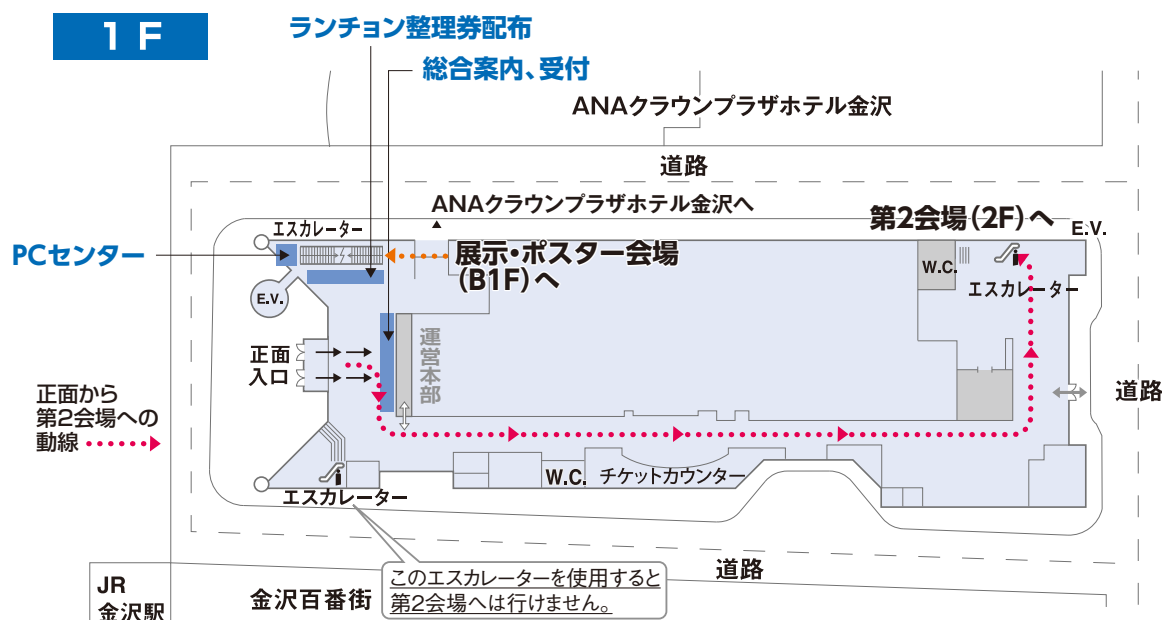 1F
ランチョン整理券配布
総合案内、受付
ANAクラウンプラザホテル金沢
道路
ANAクラウンプラザホテル金沢へ
第2会場(2F)へ
E.V.
エスカレーター
PCセンター
展示・ポスター会場
(B1F)へ
W.C.
エスカレーター
E.V.
運営本部
正面
入口
道路
正面から
第2会場への
動線
W.C.
チケットカウンター
エスカレーター
道路
このエスカレーターを使用すると
第2会場へは行けません。
JR
金沢駅
金沢百番街